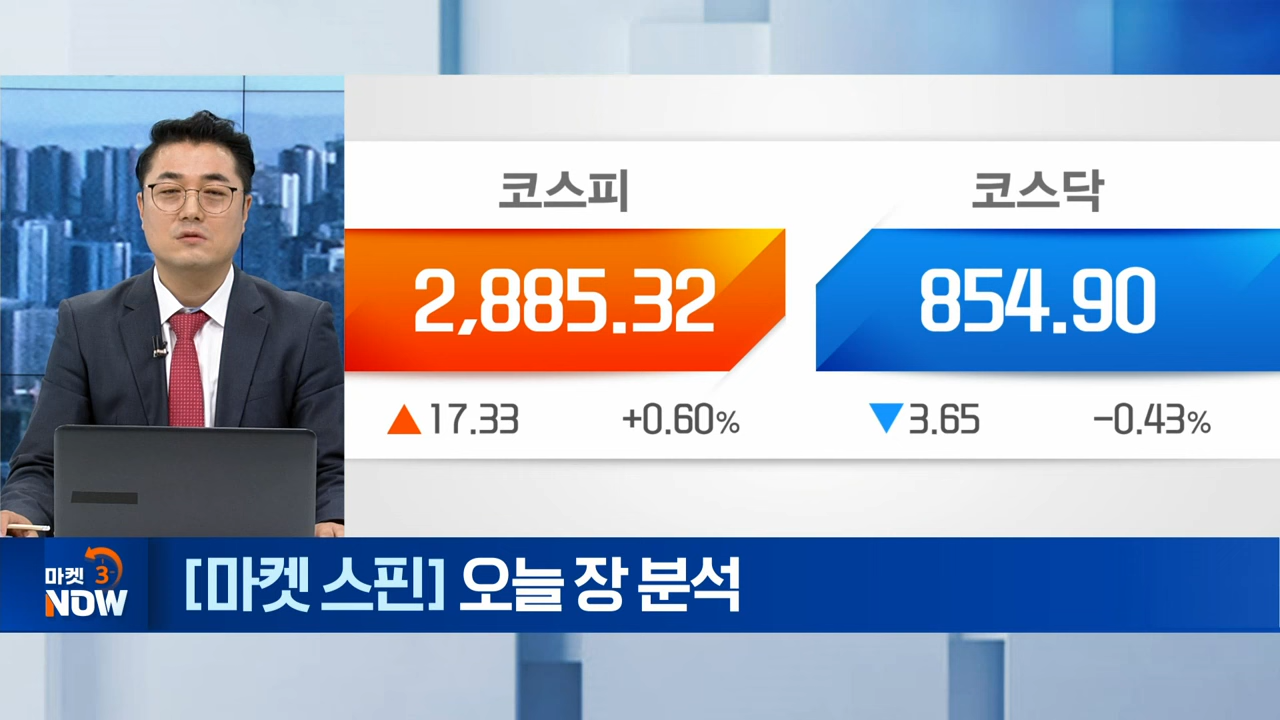 코스피
2,885.32
▲17.33 +0.60%
코스닥
854.90
▼3.65 -0.43%
마켓 3
NOW
[마켓 스핀] 오늘 장 분석